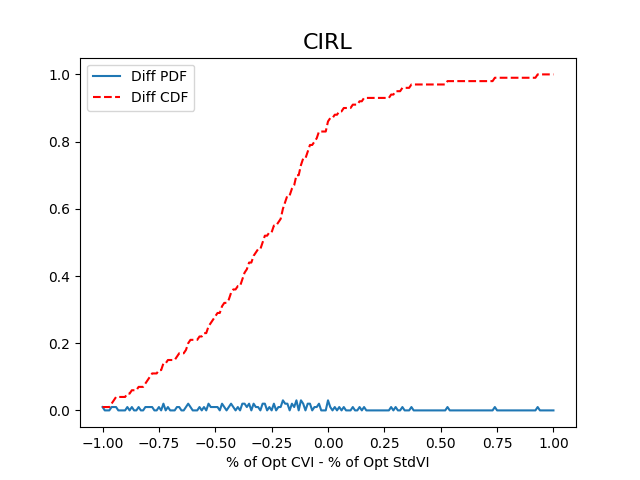 CIRL
Diff PDF
Diff CDF
1.0
0.8
0.6
0.4
0.2
0.0
−1.00 −0.75 −0.50 −0.25 0.00 0.25 0.50 0.75 1.00
% of Opt CVI - % of Opt StdVI